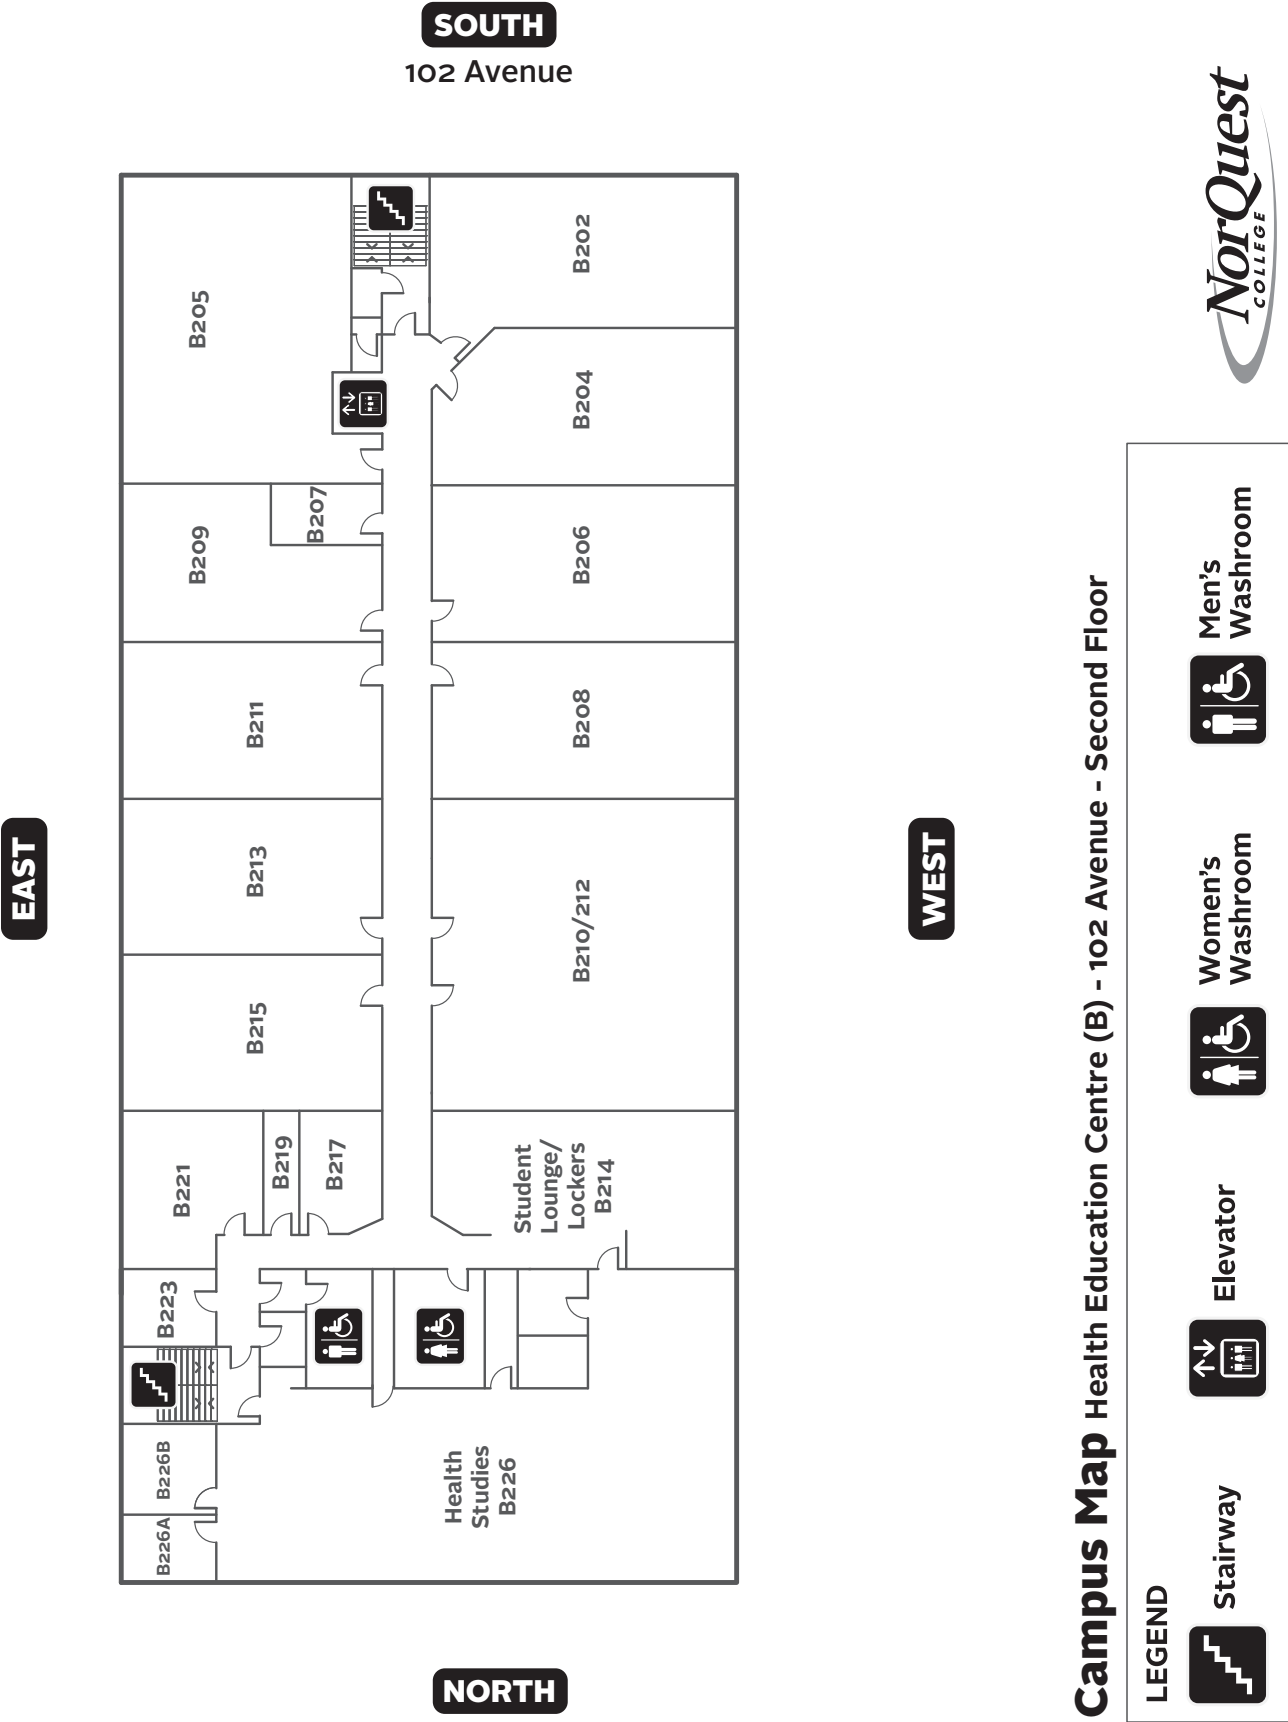 SOUTH
102 Avenue
B205
B202
B204
B207
B209
B206
B211
B208
B213
B210/212
B215
B221
B219
B217
Student
Lounge/
Lockers
B214
B223
B226B
B226A
Health
Studies
B226
EAST
WEST
NORTH
NorQuest
COLLEGE
Campus Map Health Education Centre (B) - 102 Avenue - Second Floor
LEGEND
Stairway
Elevator
Women's
Washroom
Men's
Washroom